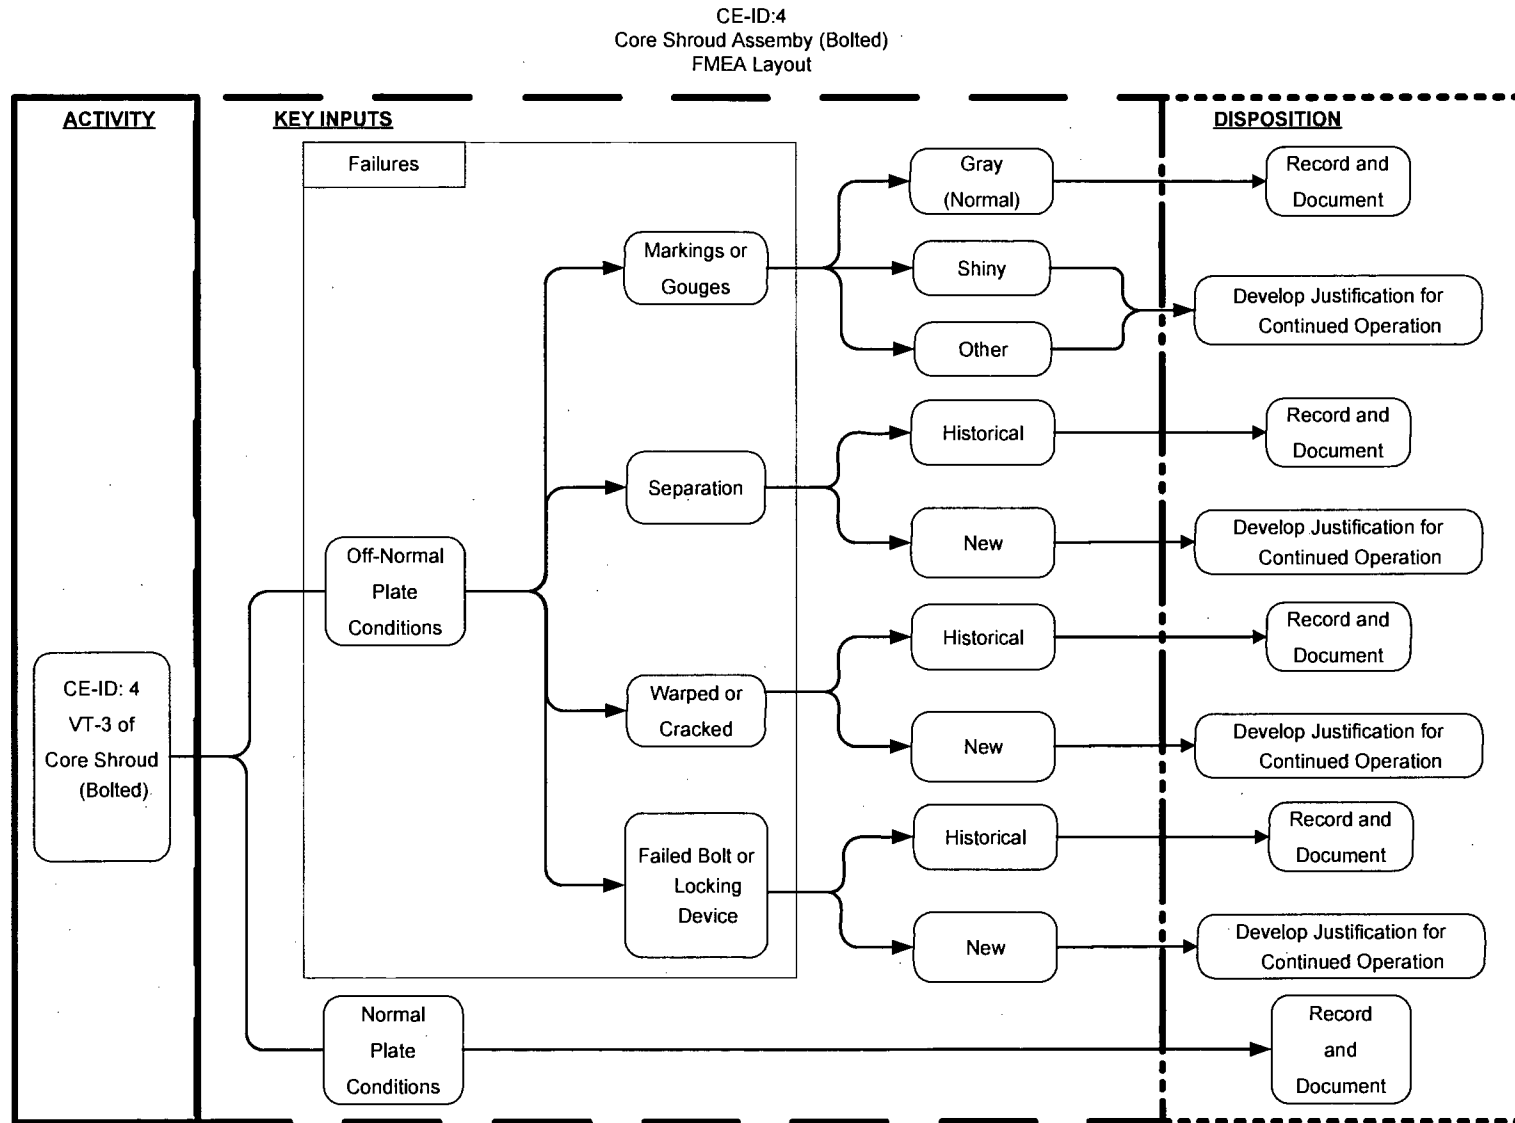 CE-ID:4
Core Shroud Assemby (Bolted)
FMEA Layout
ACTIVITY
KEY INPUTS
DISPOSITION
Failures
Gray
(Normal)
Record and
Document
Markings or
Gouges
Shiny
Develop Justification for
Continued Operation
Other
Historical
Record and
Document
Separation
New
Develop Justification for
Continued Operation
Off-Normal
Plate
Conditions
Historical
Record and
Document
CE-ID: 4
VT-3 of
Core Shroud
(Bolted)
Warped or
Cracked
New
Develop Justification for
Continued Operation
Historical
Record and
Document
Failed Bolt or
Locking
Device
New
Develop Justification for
Continued Operation
Normal
Plate
Conditions
Record
and
Document